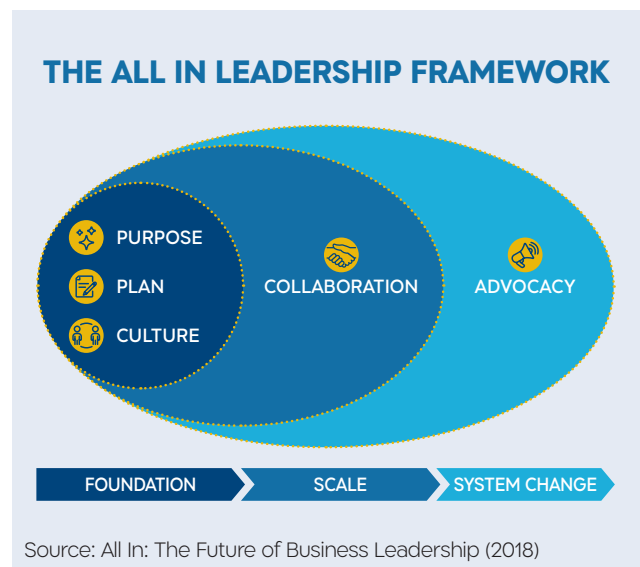 THE ALL IN LEADERSHIP FRAMEWORK
PURPOSE
PLAN
CULTURE
COLLABORATION
ADVOCACY
FOUNDATION
SCALE
SYSTEM CHANGE
Source: All In: The Future of Business Leadership (2018)